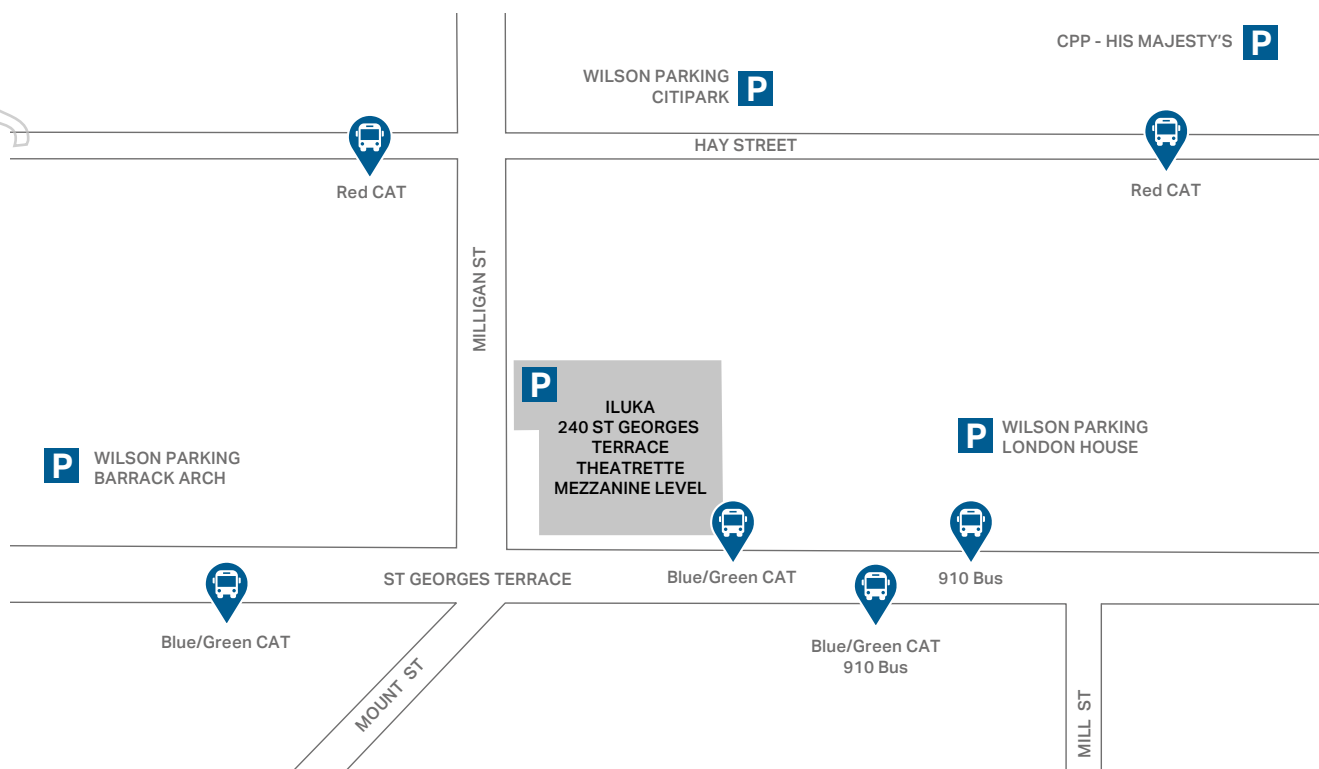 CPP - HIS MAJESTY'S P
WILSON PARKING
CITIPARK P
HAY STREET
Red CAT
Red CAT
MILLIGAN ST
P
ILUKA
240 ST GEORGES
TERRACE
THEATRETTE
MEZZANINE LEVEL
P WILSON PARKING
LONDON HOUSE
P WILSON PARKING
BARRACK ARCH
ST GEORGES TERRACE
Blue/Green CAT
910 Bus
Blue/Green CAT
Blue/Green CAT
910 Bus
MOUNT ST
MILL ST